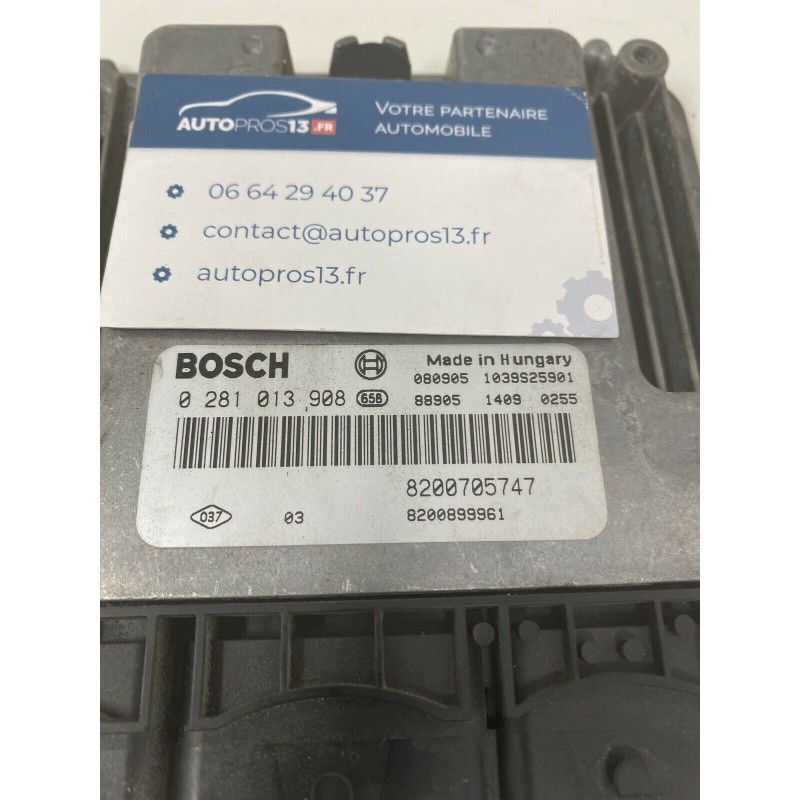 AUTOPROS13.FR
VOTRE PARTENAIRE
AUTOMOBILE
06 64 29 40 37
contact@autopros13.fr
autopros13.fr
BOSCH
Made in Hungary
080905 1039S25901
0 281 013 908 65B 88905 1409 0255
8200705747
037 03 8200899961